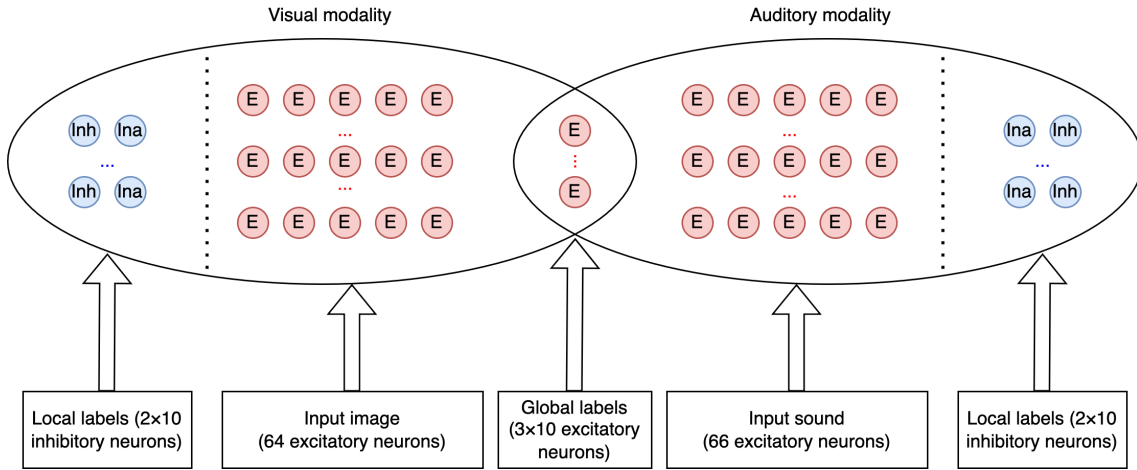 Visual modality
Auditory modality
E E E E E
E E E E E
Inh Ina
E
Ina Inh
...
...
...
...
E E E E E
⋮
E E E E E
...
...
Inh Ina
E
Ina Inh
E E E E E
E E E E E
Local labels (2×10
inhibitory neurons)
Input image
(64 excitatory neurons)
Global labels
(3×10 excitatory
neurons)
Input sound
(66 excitatory neurons)
Local labels (2×10
inhibitory neurons)